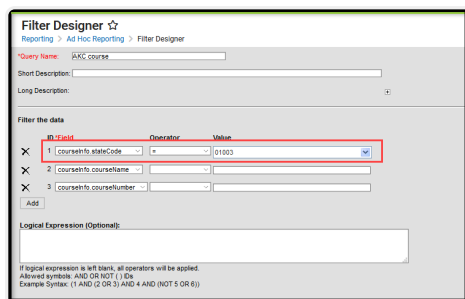 Filter Designer ☆
Reporting > Ad Hoc Reporting > Filter Designer
*Query Name: AKC course
Short Description:
Long Description:
Filter the data
ID *Field Operator Value
1 courseInfo.stateCode = 01003
2 courseInfo.courseName
3 courseInfo.courseNumber
Add
Logical Expression (Optional):
If logical expression is left blank, all operators will be applied.
Allowed symbols: AND OR NOT ( ) IDs
Example Syntax: (1 AND (2 OR 3) AND 4 AND (NOT 5 OR 6))